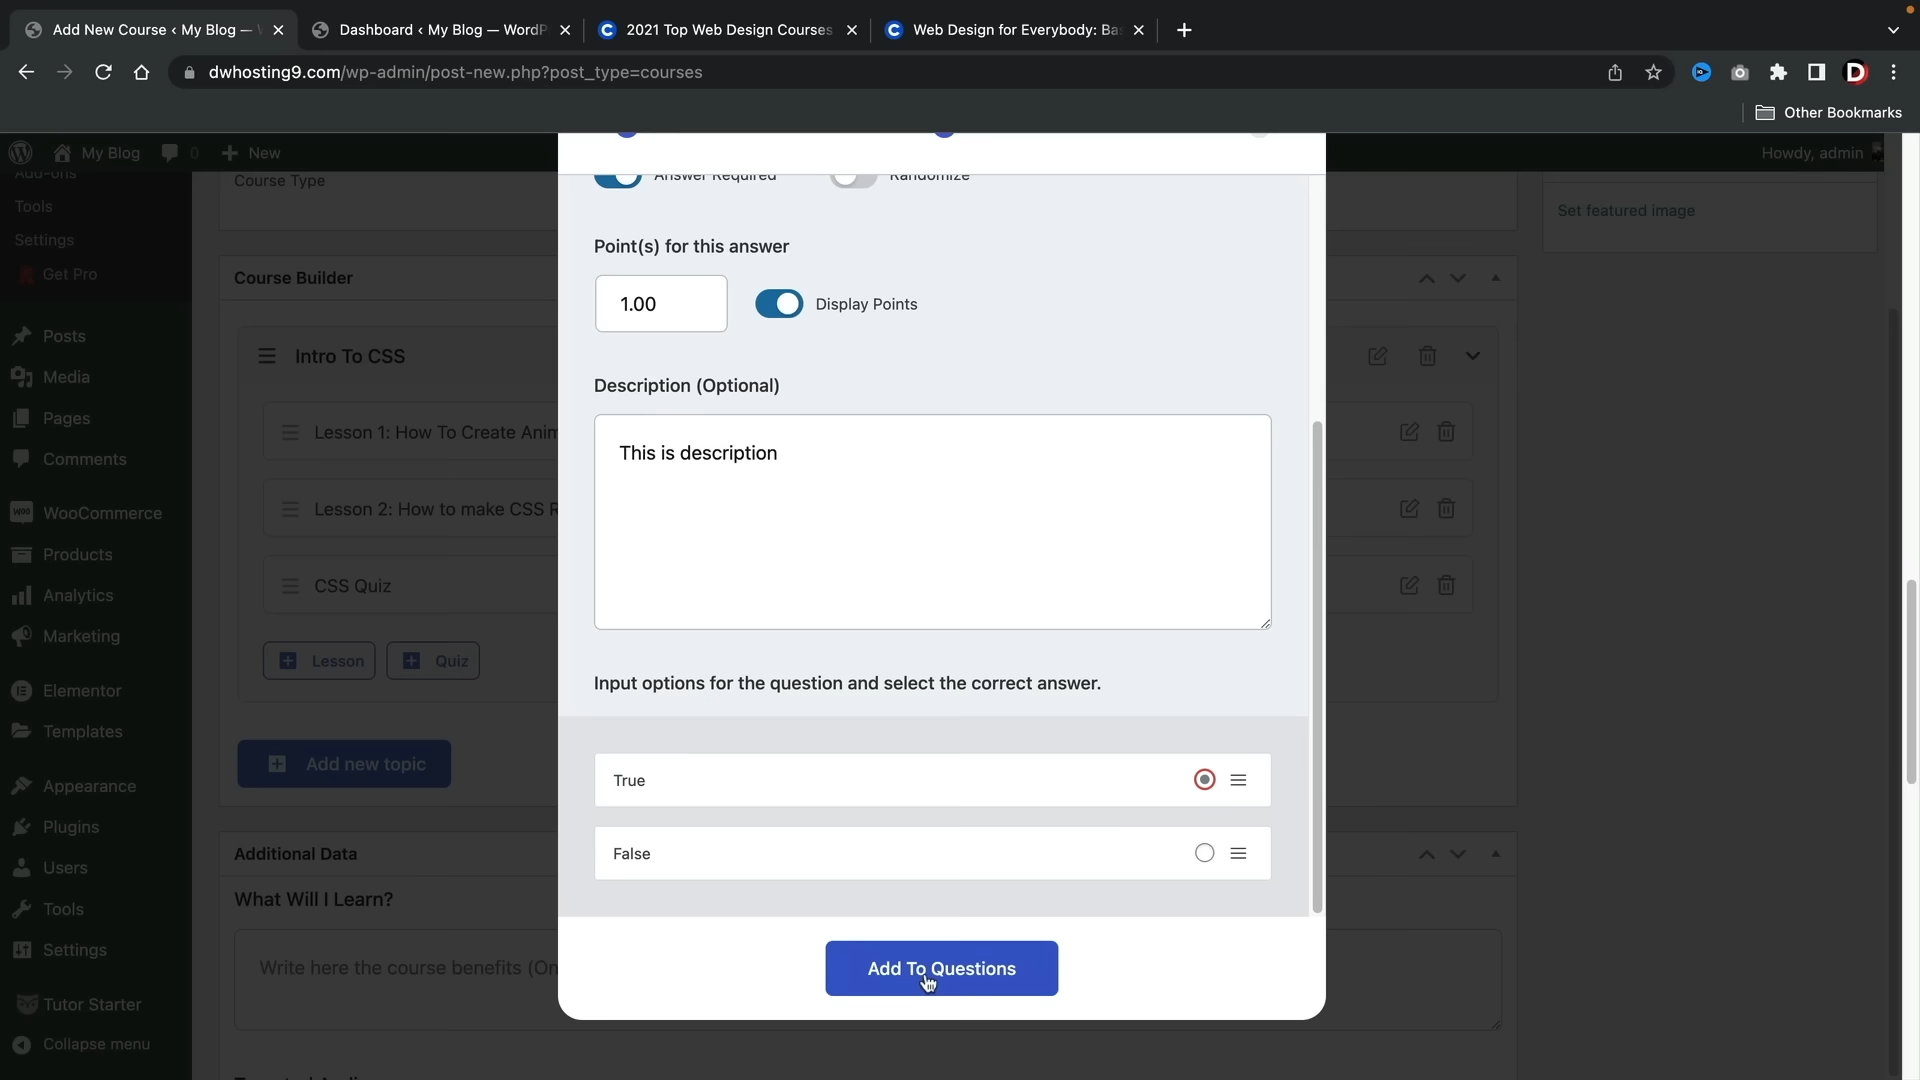 Add New Course ‹ My Blog —
Dashboard ‹ My Blog — WordP
2021 Top Web Design Courses
Web Design for Everybody: Ba
dwhosting9.com/wp-admin/post-new.php?post_type=courses
Other Bookmarks
My Blog
0
New
Howdy, admin
Add-ons
Tools
Settings
Get Pro
Posts
Media
Pages
Comments
WooCommerce
Products
Analytics
Marketing
Elementor
Templates
Appearance
Plugins
Users
Tools
Settings
Tutor Starter
Collapse menu
Course Type
Course Builder
Intro To CSS
Lesson 1: How To Create Anim
Lesson 2: How to make CSS R
CSS Quiz
Lesson
Quiz
Add new topic
Additional Data
What Will I Learn?
Write here the course benefits (On
Set featured image
Answer Required
Randomize
Point(s) for this answer
1.00
Display Points
Description (Optional)
This is description
Input options for the question and select the correct answer.
True
False
Add To Questions